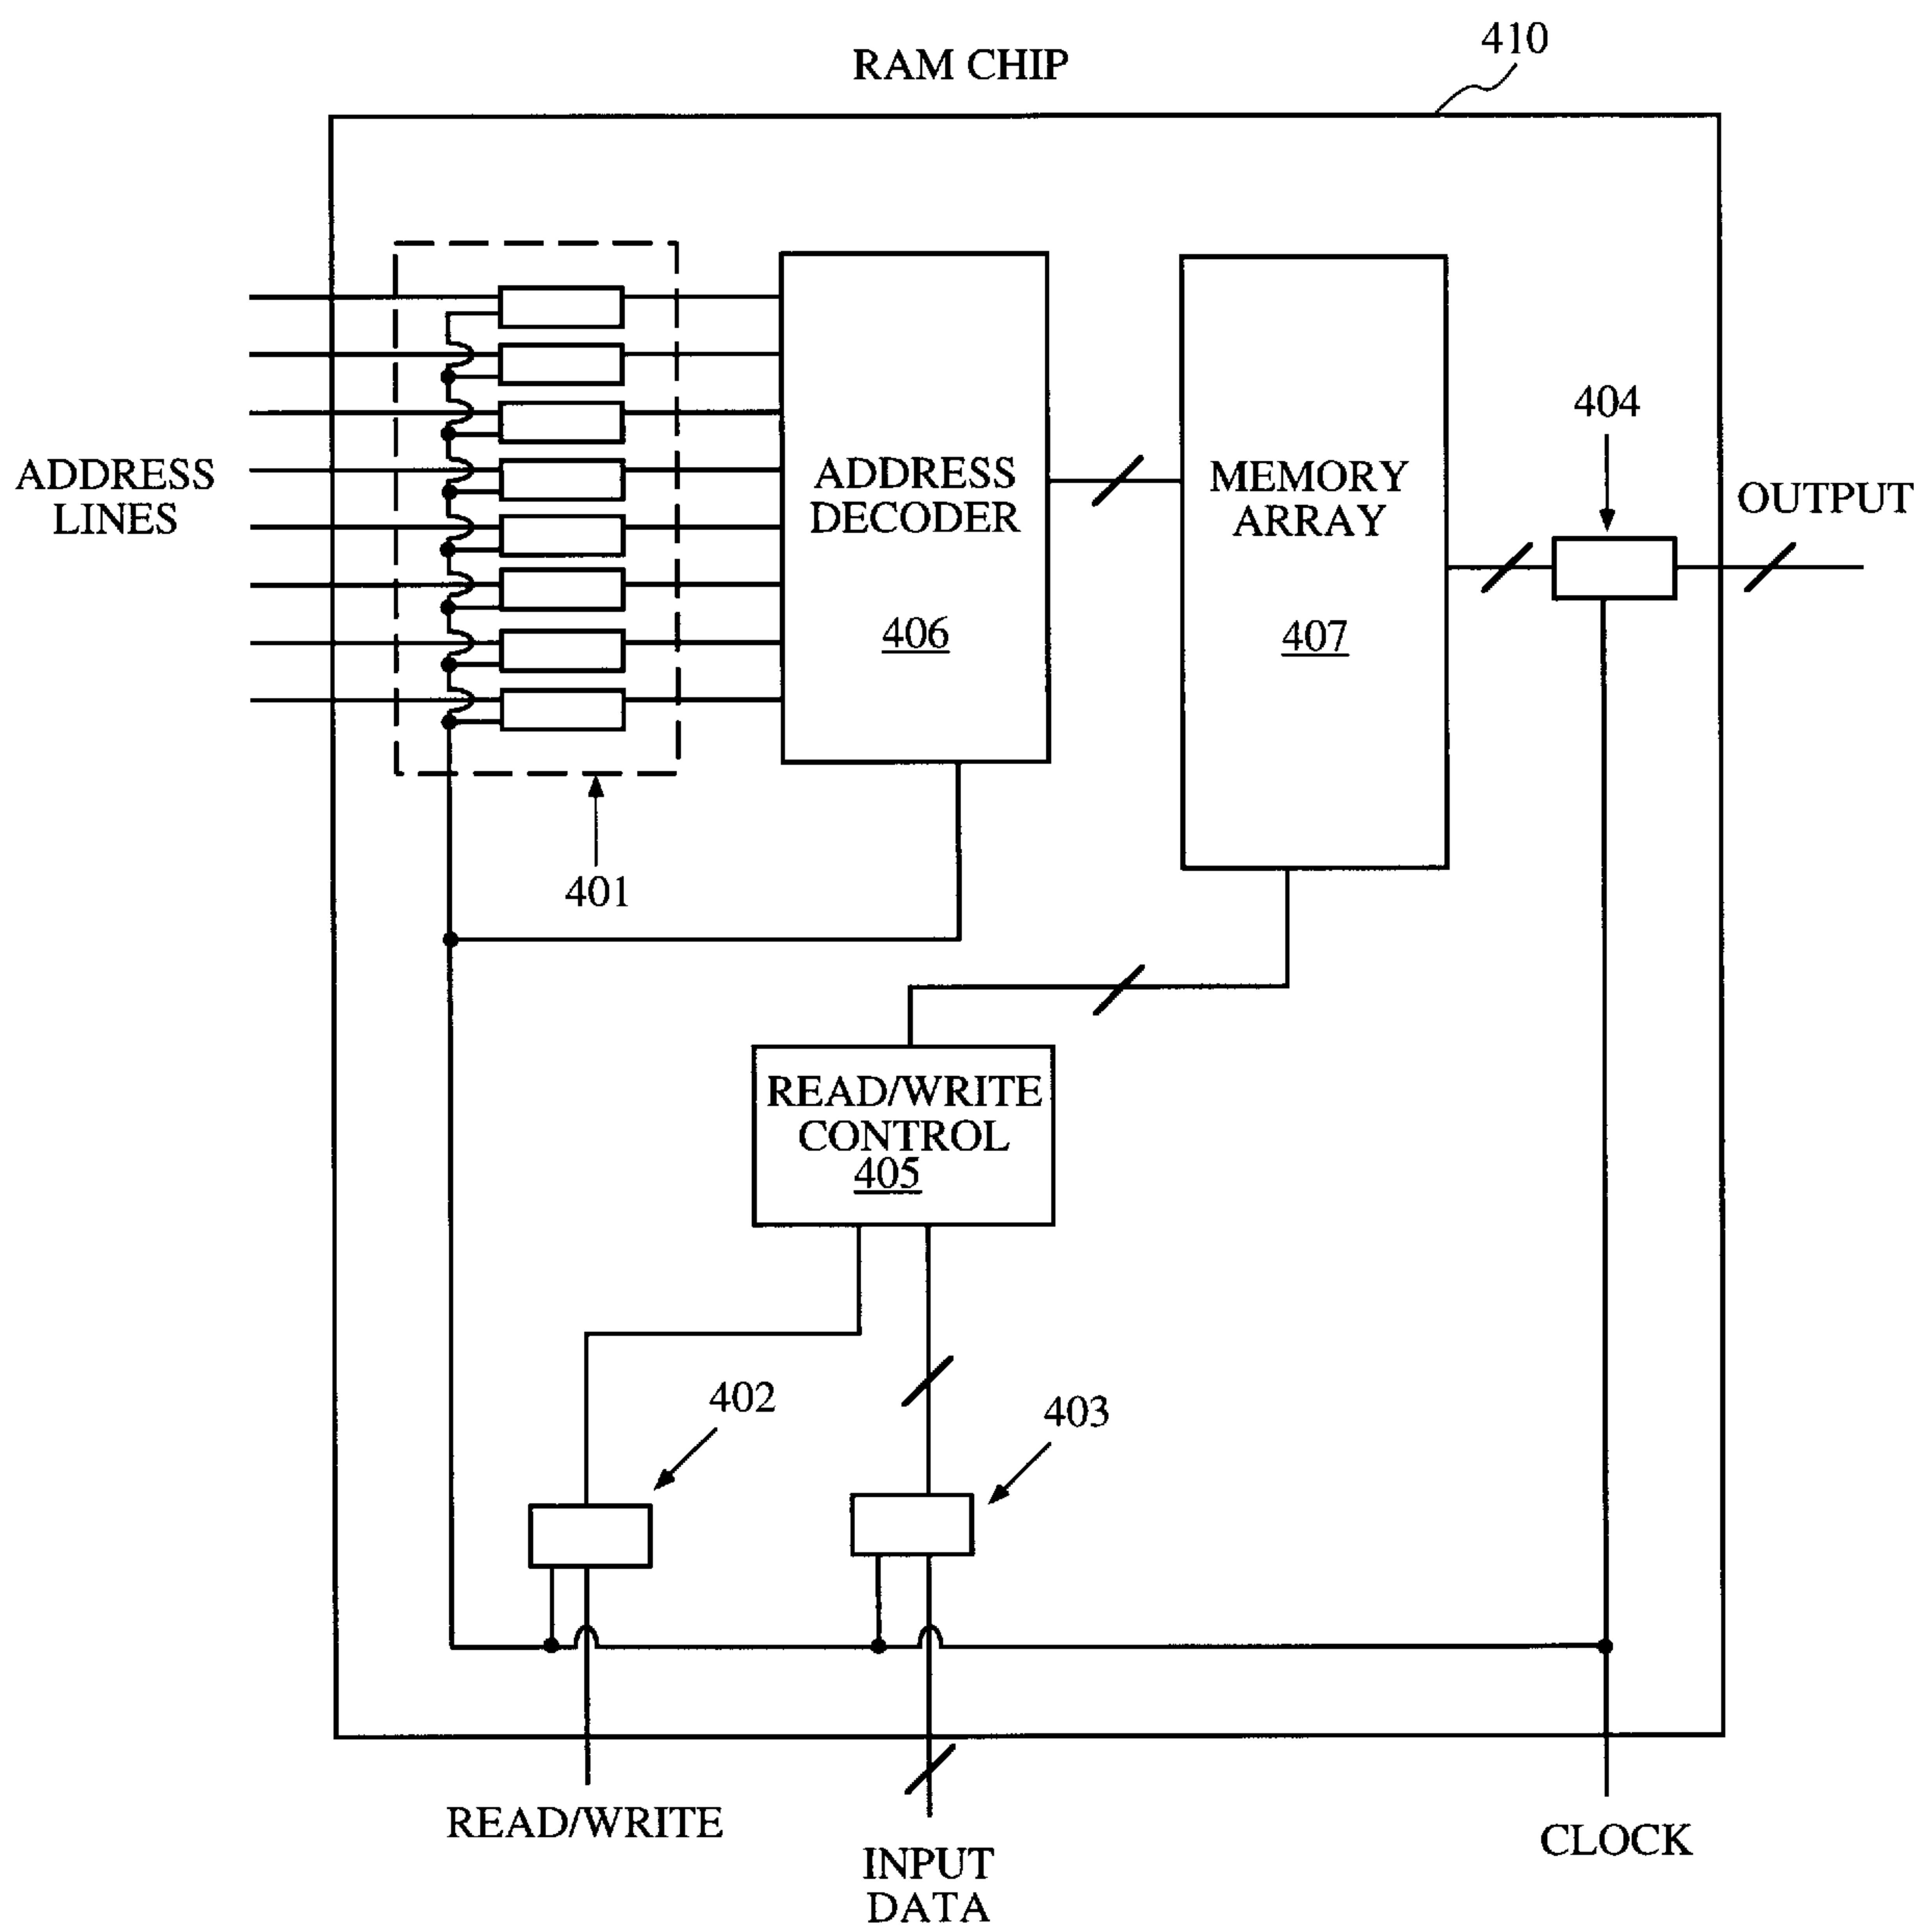 410
RAM CHIP
404
ADDRESS
LINES
ADDRESS
DECODER
406
MEMORY
ARRAY
407
OUTPUT
401
READ/WRITE
CONTROL
405
402
403
READ/WRITE
INPUT
DATA
CLOCK